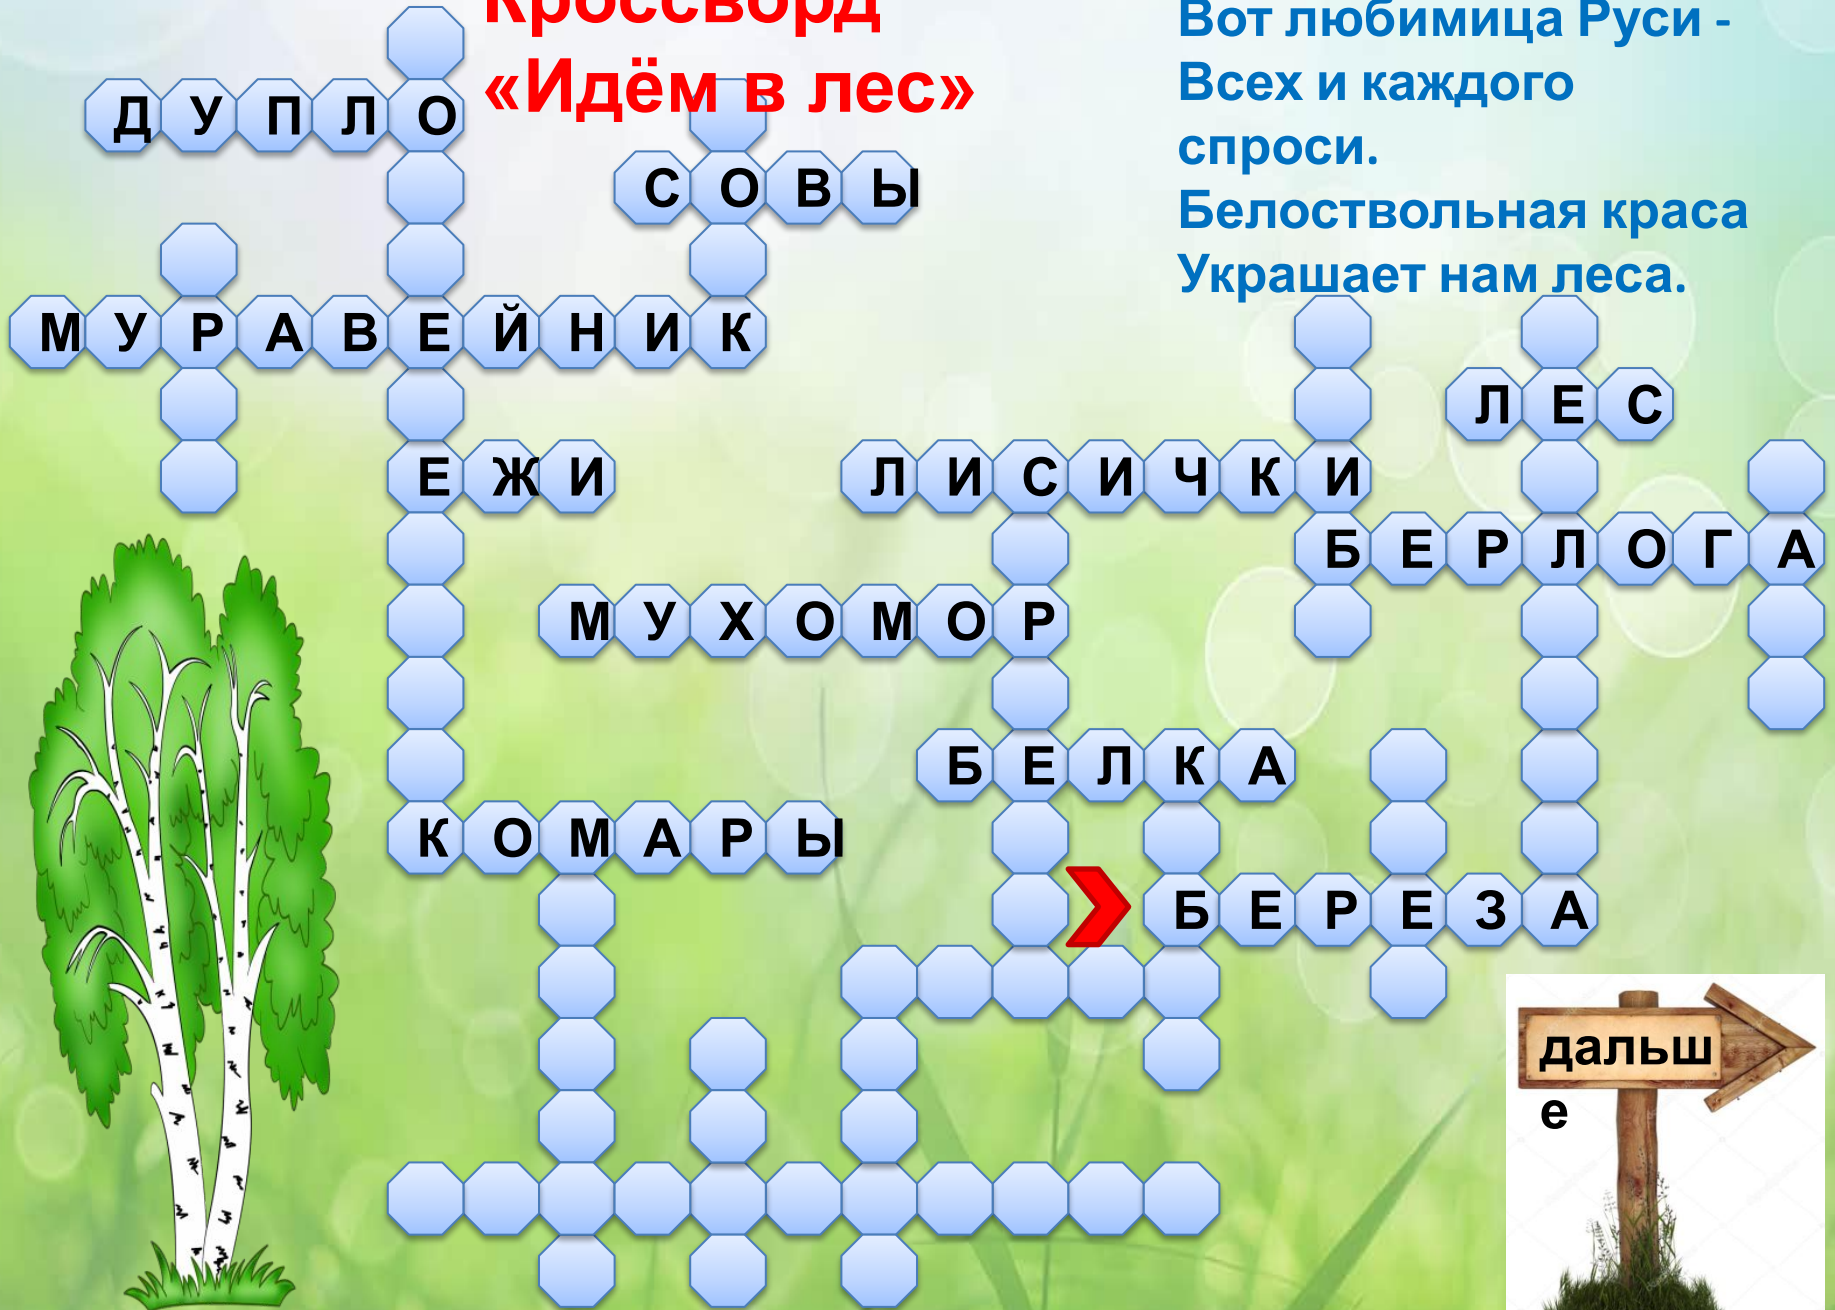 Кроссворд
«Идём в лес»
Вот любимица Руси -
Всех и каждого
спроси.
Белоствольная краса
Украшает нам леса.
ДУПЛО
СОВЫ
МУРАВЕЙНИК
ЛЕС
ЕЖИ
ЛИСИЧКИ
БЕРЛОГА
МУХОМОР
БЕЛКА
КОМАРЫ
БЕРЕЗА
дальш
е